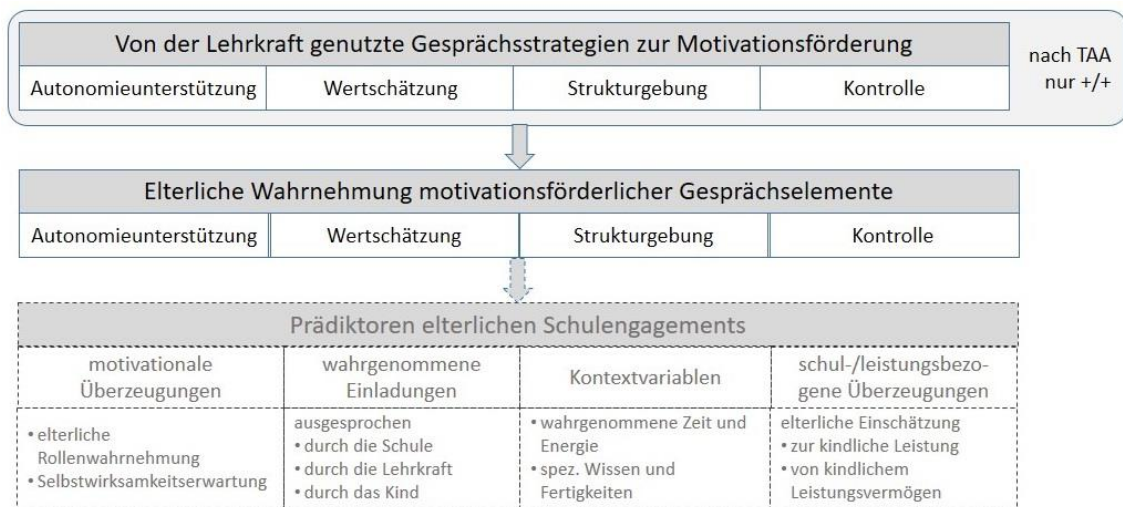 Von der Lehrkraft genutzte Gesprächsstrategien zur Motivationsförderung
Autonomieunterstützung
Wertschätzung
Strukturgebung
Kontrolle
nach TAA
nur +/+
Elterliche Wahrnehmung motivationsförderlicher Gesprächselemente
Autonomieunterstützung
Wertschätzung
Strukturgebung
Kontrolle
Prädiktoren elterlichen Schulengagements
motivationale
Überzeugungen
wahrgenommene
Einladungen
Kontextvariablen
schul-/leistungsbezo-
gene Überzeugungen
• elterliche
Rollenwahrnehmung
• Selbstwirksamkeitserwartung
ausgesprochen
• durch die Schule
• durch die Lehrkraft
• durch das Kind
• wahrgenommene Zeit und
Energie
• spez. Wissen und
Fertigkeiten
elterliche Einschätzung
• zur kindliche Leistung
• von kindlichem
Leistungsvermögen